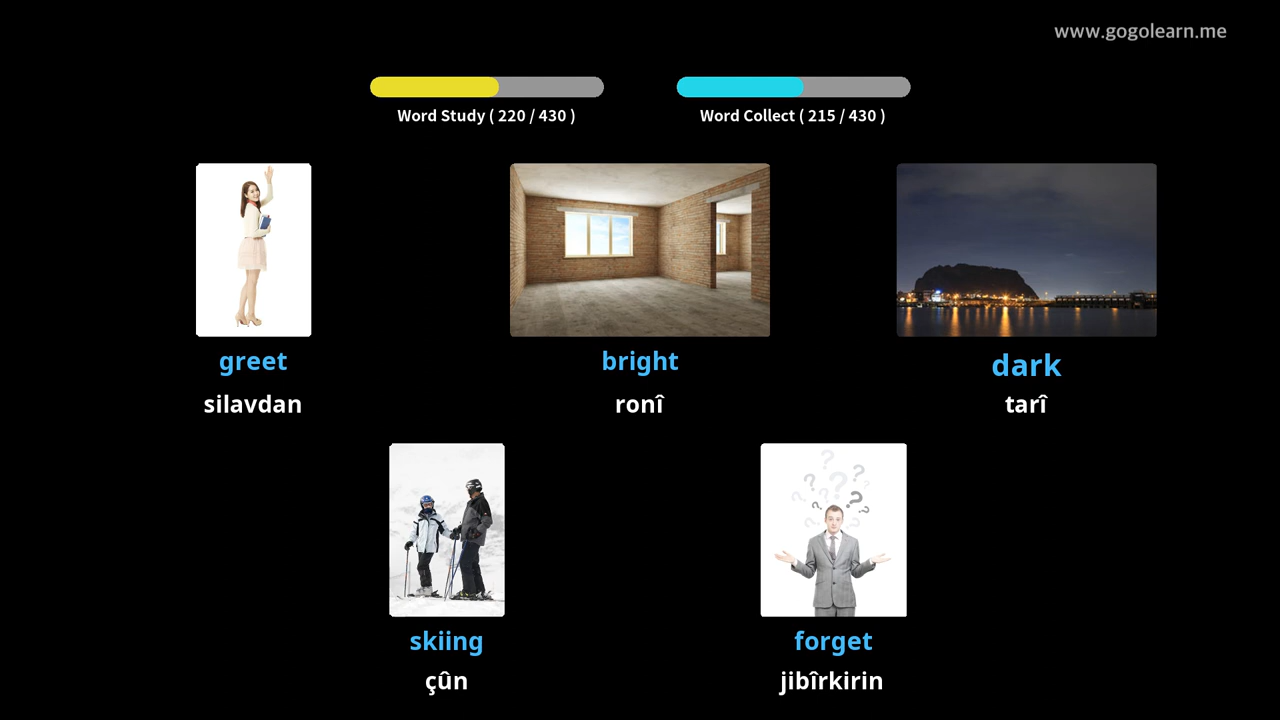 www.gogolearn.me
Word Study ( 220 / 430 )
Word Collect ( 215 / 430 )
greet
silavdan
bright
ronî
dark
tarî
skiing
çûn
forget
jibîrkirin